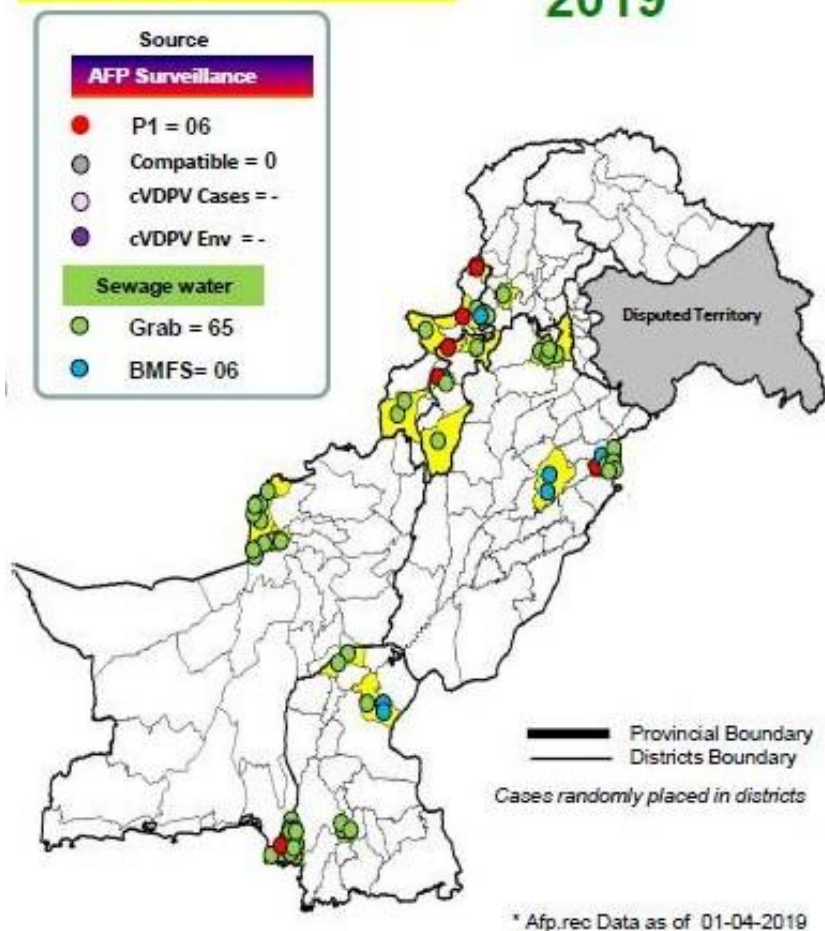 2019
Source
AFP Surveillance
P1 = 06
Compatible = 0
cVDPV Cases = -
cVDPV Env = -
Sewage water
Grab = 65
BMFS= 06
Disputed Territory
Provincial Boundary
Districts Boundary
Cases randomly placed in districts
* Afp.rec Data as of 01-04-2019